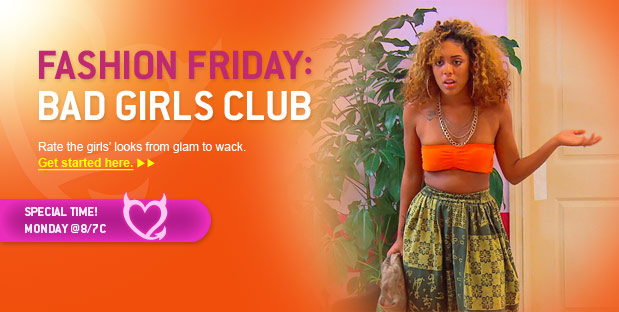 FASHION FRIDAY:
BAD GIRLS CLUB
Rate the girls' looks from glam to wack.
Get started here.
SPECIAL TIME!
MONDAY @8/7C